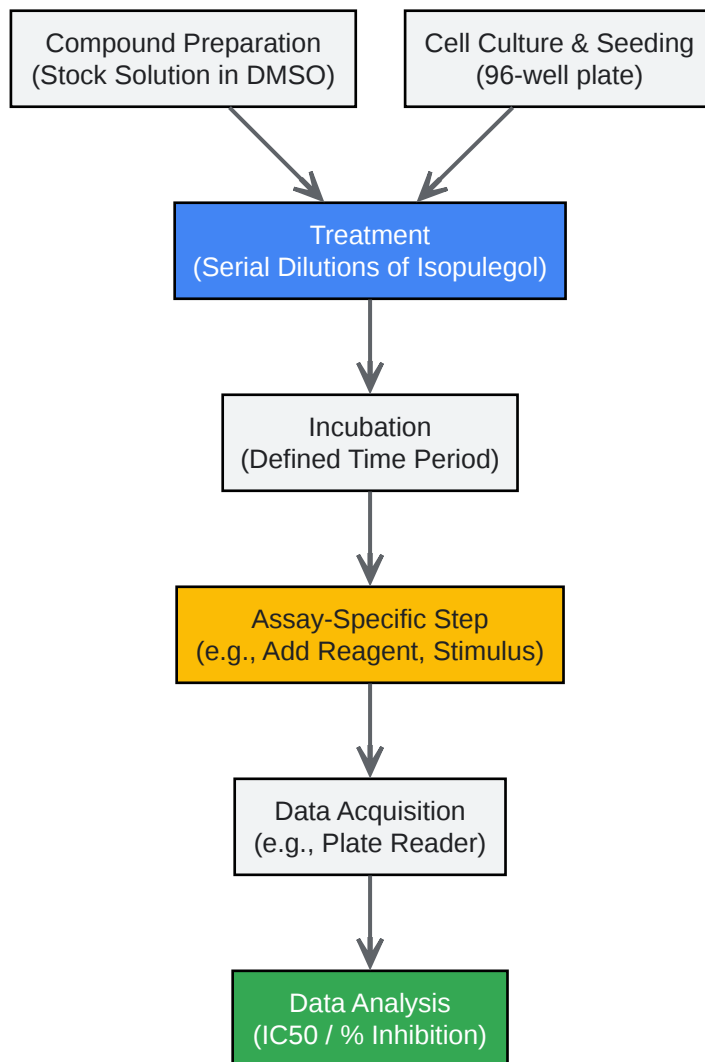 Compound Preparation
(Stock Solution in DMSO)
Cell Culture & Seeding
(96-well plate)
Treatment
(Serial Dilutions of Isopulegol)
Incubation
(Defined Time Period)
Assay-Specific Step
(e.g., Add Reagent, Stimulus)
Data Acquisition
(e.g., Plate Reader)
Data Analysis
(IC50 / % Inhibition)